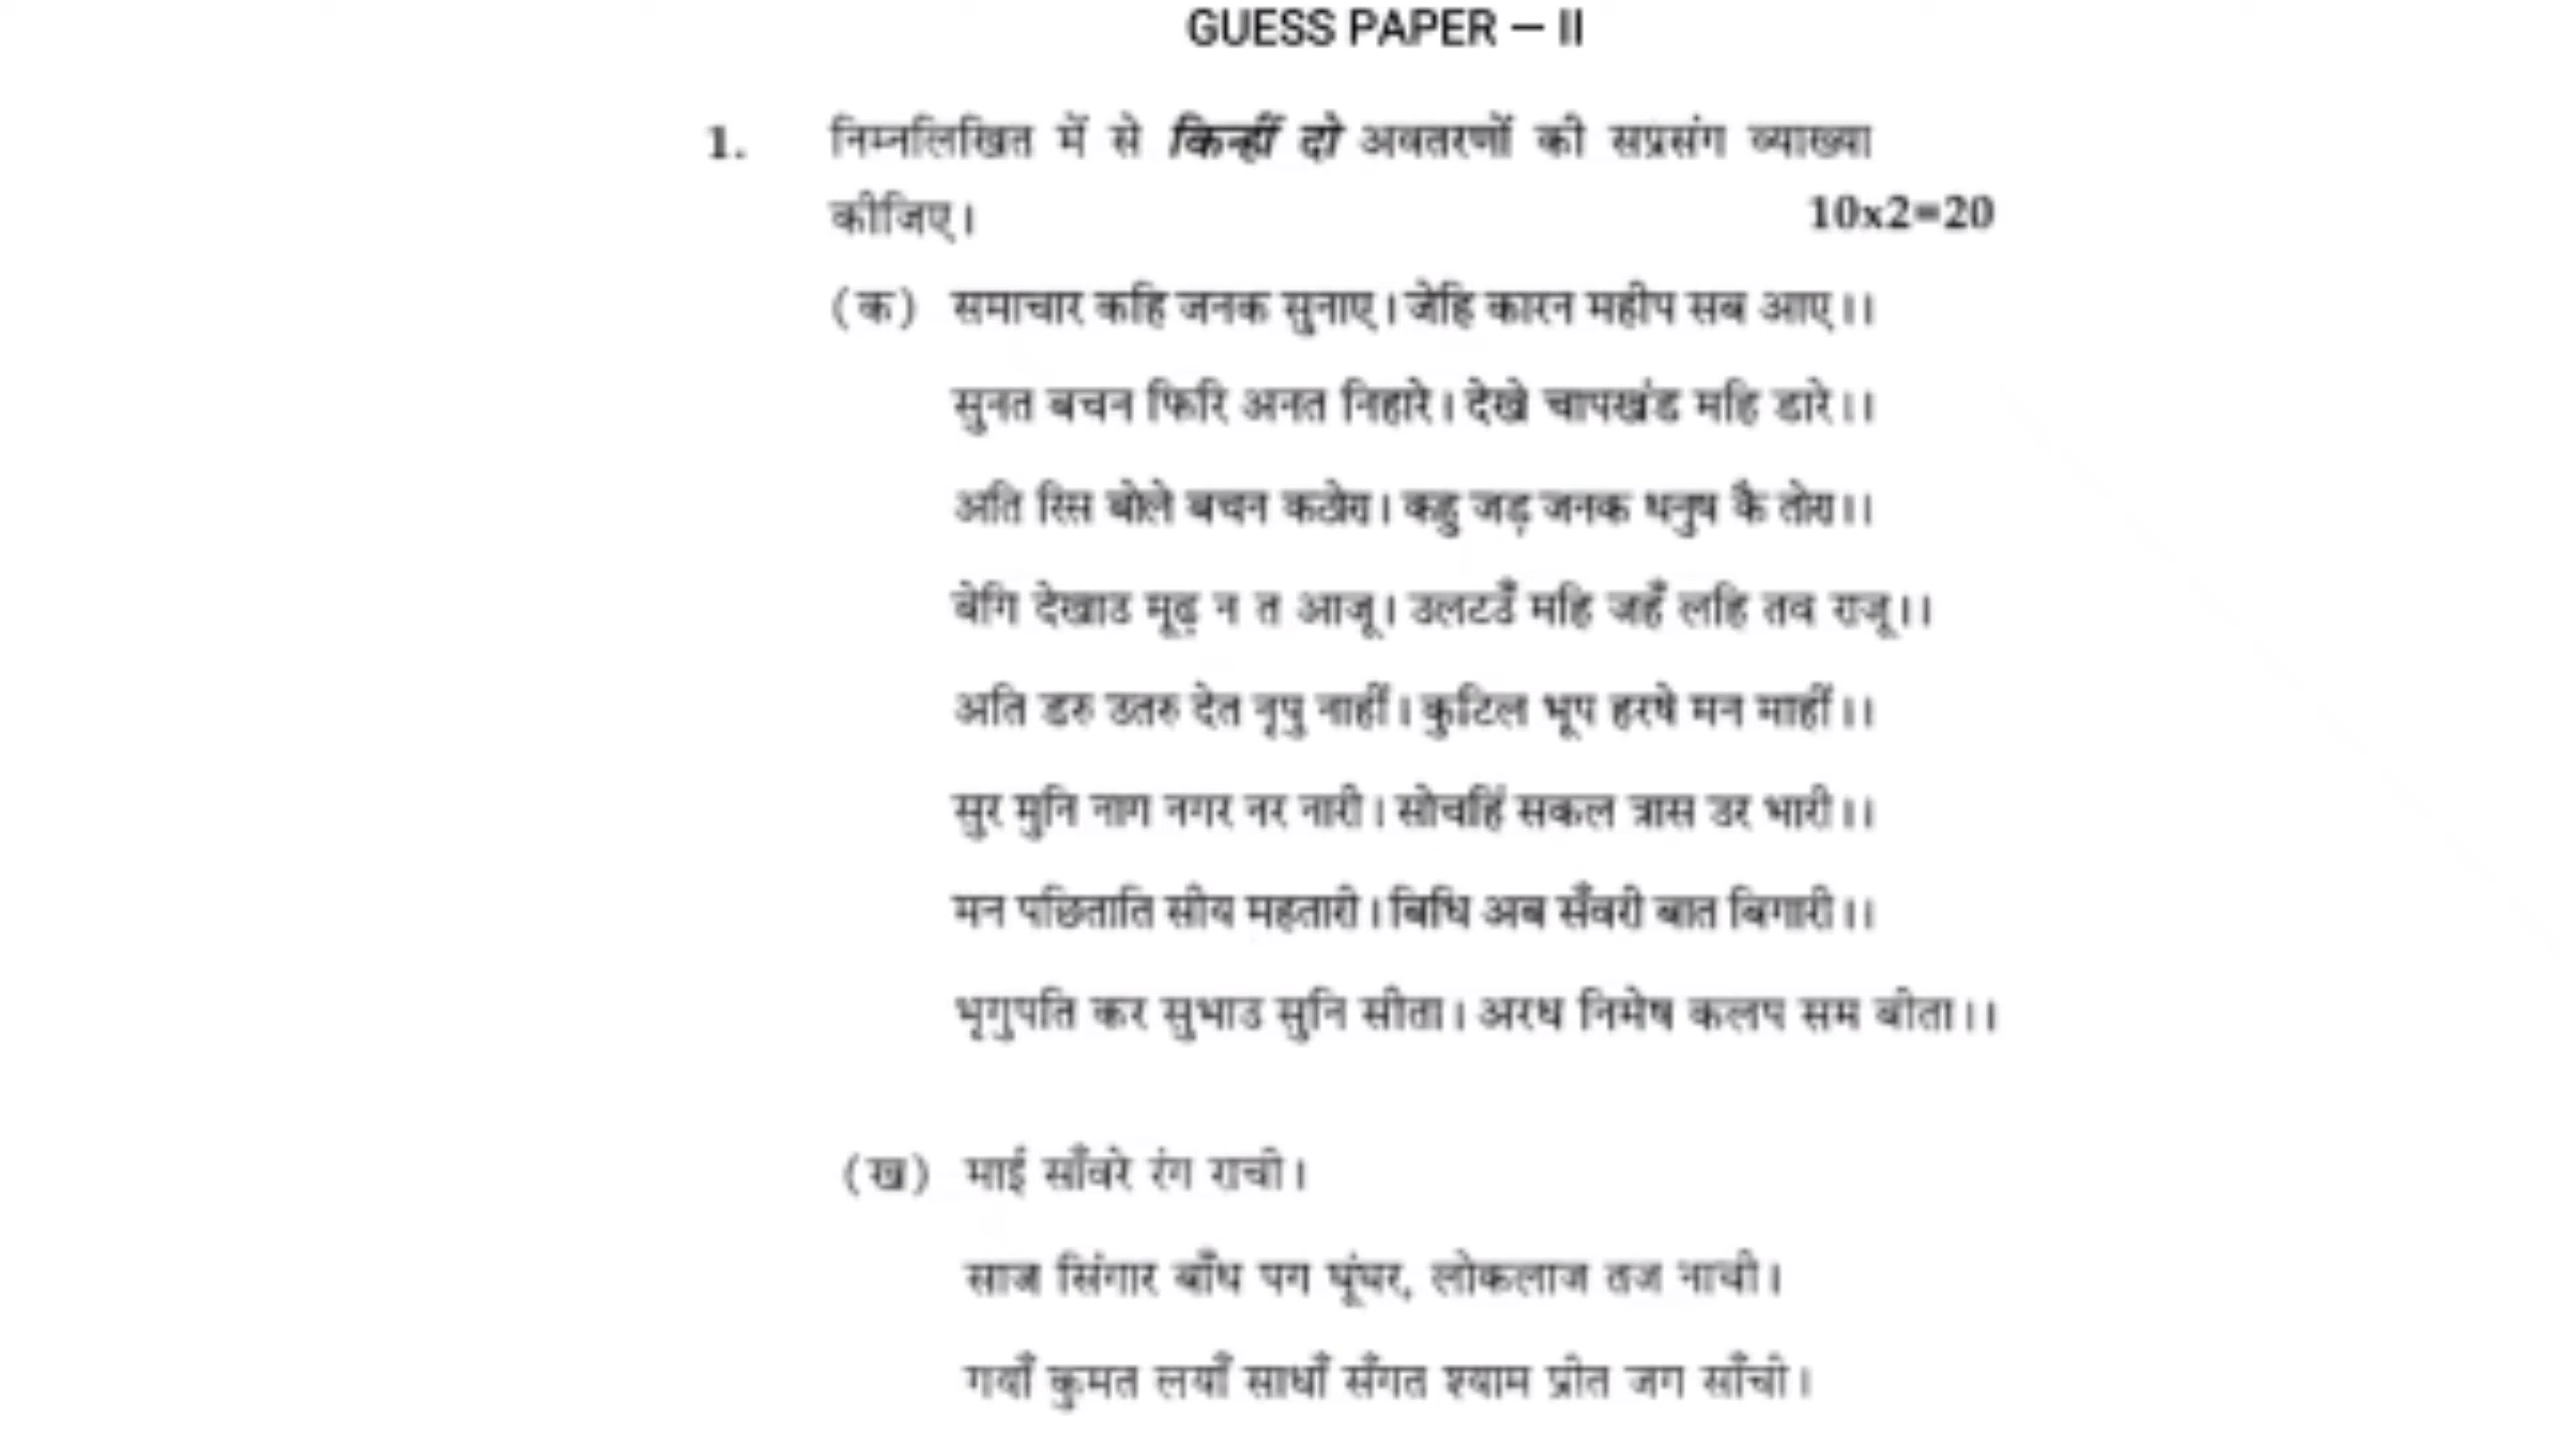 GUESS PAPER – II
1. निम्नलिखित में से किन्हीं दो अवतरणों की सप्रसंग व्याख्या
कीजिए। 10x2=20
(क) समाचार कहि जनक सुनाए। जेहि कारन महीप सब आए।।
सुनत बचन फिरि अनत निहारे। देखे चापखंड महि डारे।।
अति रिस बोले बचन कठोरा। कहु जड़ जनक धनुष कै तोरा।।
बेगि देखाउ मूढ़ न त आजू। उलटउँ महि जहँ लहि तव राजू।।
अति डरु उतरु देत नृपु नाहीं। कुटिल भूप हरषे मन माहीं।।
सुर मुनि नाग नगर नर नारी। सोचहिं सकल त्रास उर भारी।।
मन पछिताति सीय महतारी। बिधि अब सँवरी बात बिगारी।।
भृगुपति कर सुभाउ सुनि सीता। अरध निमेष कलप सम बीता।।
(ख) माई साँवरे रंग राची।
साज सिंगार बाँध पग घूंघर, लोकलाज तज नाची।
गयाँ कुमत लयाँ साधाँ सँगत श्याम प्रीत जग साँची।